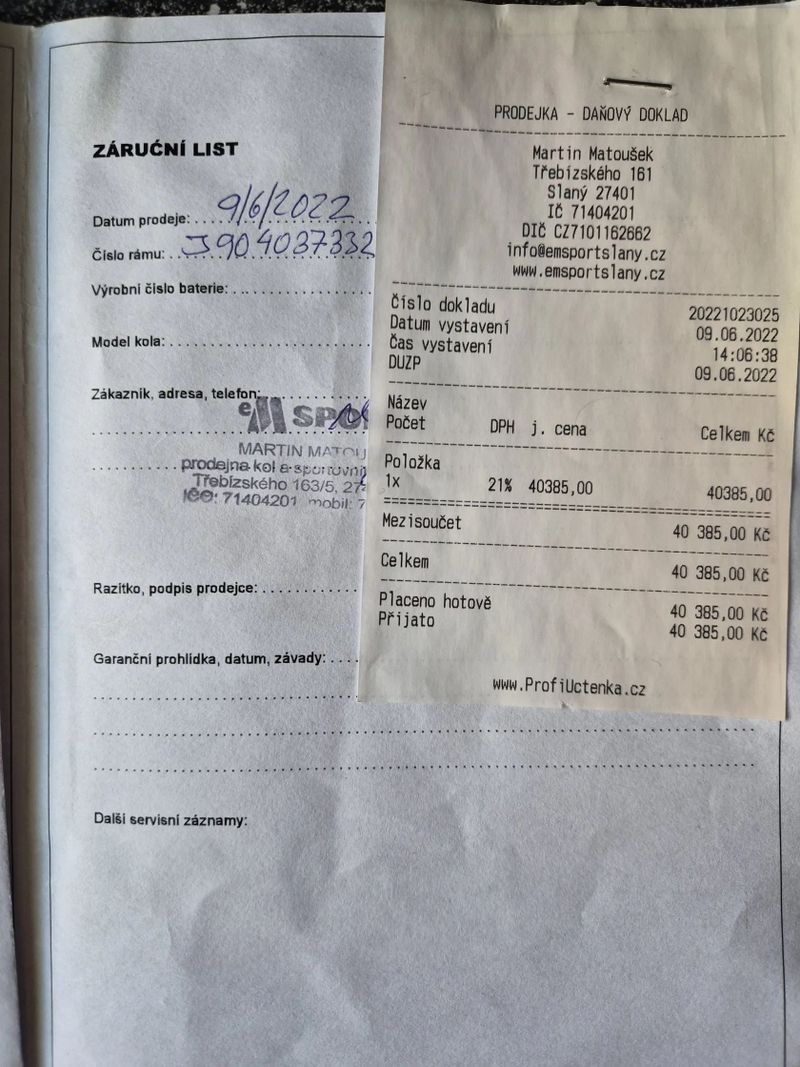 ZÁRUČNÍ LIST
Datum prodeje: 9/6/2022
Číslo rámu: J904037332
Výrobní číslo baterie:
Model kola:
Zákazník, adresa, telefon:
eM SPO
MARTIN MATOU
prodejna kol a sportovní
Třebízského 163/5, 27
IČO: 71404201 mobil: 7
Razítko, podpis prodejce:
Garanční prohlídka, datum, závady:
Další servisní záznamy:
PRODEJKA - DAŇOVÝ DOKLAD
Martin Matoušek
Třebízského 161
Slaný 27401
IČ 71404201
DIČ CZ7101162662
info@emsportslany.cz
www.emsportslany.cz
Číslo dokladu 20221023025
Datum vystavení 09.06.2022
Čas vystavení 14:06:38
DUZP 09.06.2022
Název
Počet DPH j. cena Celkem Kč
Položka
1x 21% 40385,00 40385,00
Mezisoučet 40 385,00 Kč
Celkem 40 385,00 Kč
Placeno hotově 40 385,00 Kč
Přijato 40 385,00 Kč
www.ProfiUctenka.cz